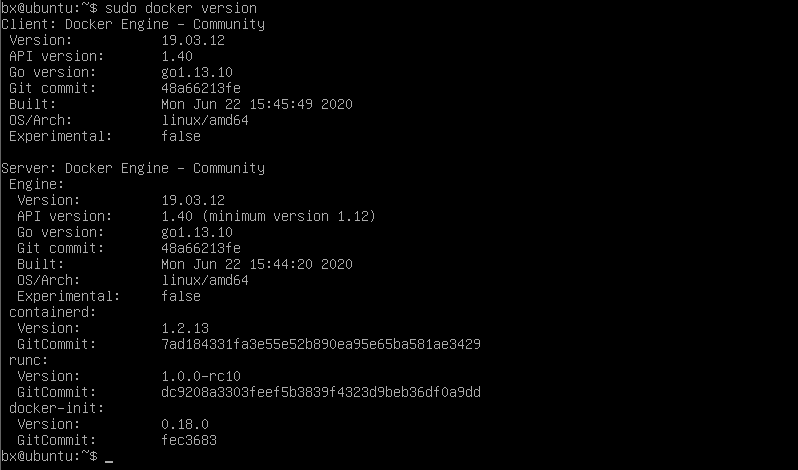 bx@ubuntu:~$ sudo docker version
Client: Docker Engine - Community
 Version:           19.03.12
 API version:       1.40
 Go version:        go1.13.10
 Git commit:        48a66213fe
 Built:             Mon Jun 22 15:45:49 2020
 OS/Arch:           linux/amd64
 Experimental:      false

Server: Docker Engine - Community
 Engine:
  Version:          19.03.12
  API version:      1.40 (minimum version 1.12)
  Go version:       go1.13.10
  Git commit:       48a66213fe
  Built:            Mon Jun 22 15:44:20 2020
  OS/Arch:          linux/amd64
  Experimental:     false
 containerd:
  Version:          1.2.13
  GitCommit:        7ad184331fa3e55e52b890ea95e65ba581ae3429
 runc:
  Version:          1.0.0-rc10
  GitCommit:        dc9208a3303feef5b3839f4323d9beb36df0a9dd
 docker-init:
  Version:          0.18.0
  GitCommit:        fec3683
bx@ubuntu:~$ _